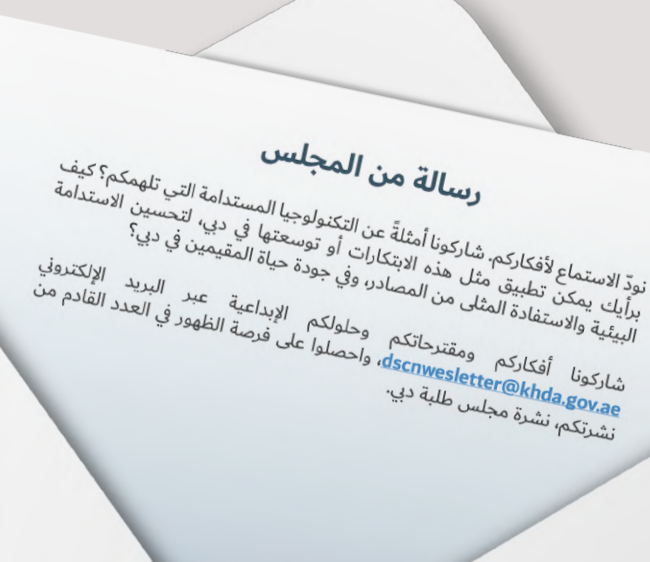 رسالة من المجلس
نودّ الاستماع لأفكاركم. شاركونا أمثلةً عن التكنولوجيا المستدامة التي تلهمكم؟ كيف
برأيك يمكن تطبيق مثل هذه الابتكارات أو توسعتها في دبي، لتحسين الاستدامة
البيئية والاستفادة المثلى من المصادر، وفي جودة حياة المقيمين في دبي؟
شاركونا أفكاركم ومقترحاتكم وحلولكم الإبداعية عبر البريد الإلكتروني
dscnwesletter@khda.gov.ae، واحصلوا على فرصة الظهور في العدد القادم من
نشرتكم، نشرة مجلس طلبة دبي.